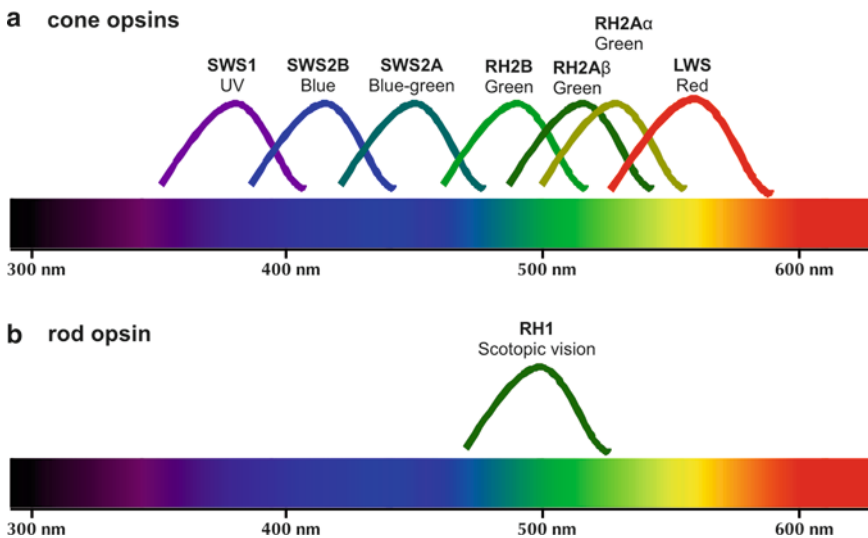 a cone opsins
RH2Aα
Green
SWS1 SWS2B SWS2A RH2B RH2Aβ LWS
UV Blue Blue-green Green Green Red
300 nm 400 nm 500 nm 600 nm
b rod opsin
RH1
Scotopic vision
300 nm 400 nm 500 nm 600 nm